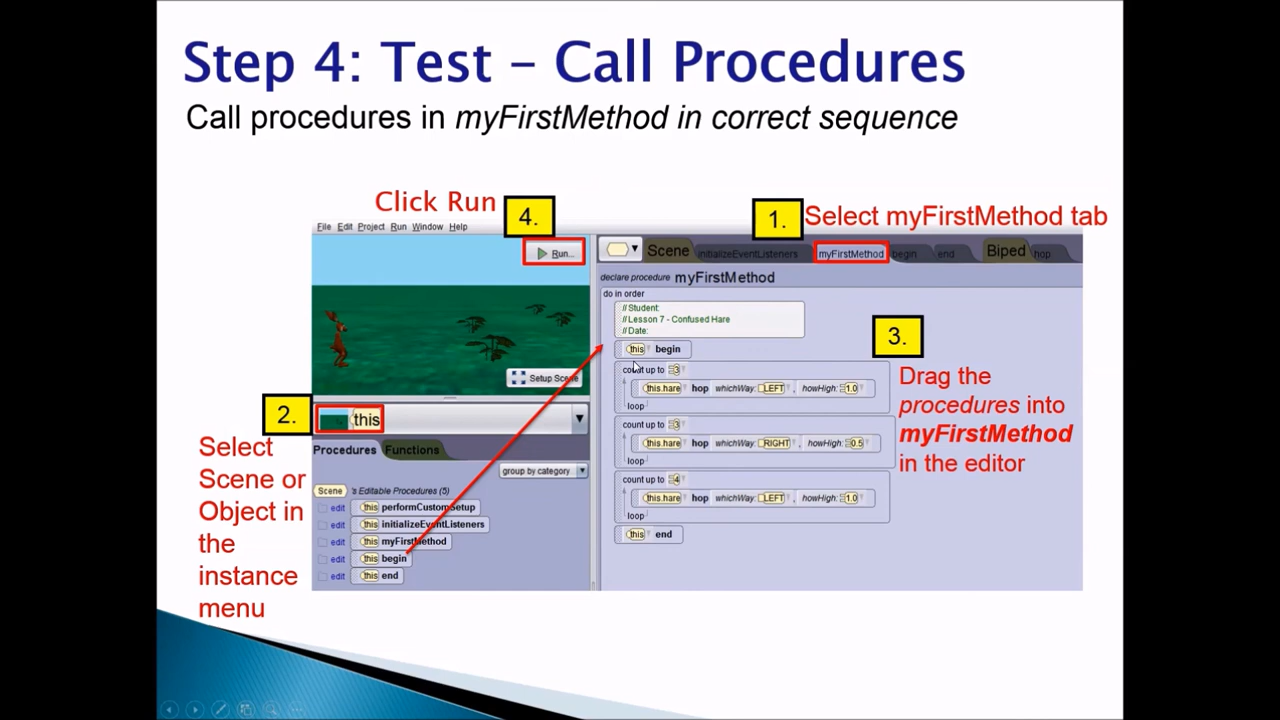 Step 4: Test – Call Procedures
Call procedures in myFirstMethod in correct sequence
Click Run
4.
1.
Select myFirstMethod tab
File Edit Project Run Window Help
Run...
Scene initializeEventListeners myFirstMethod begin end Biped hop
declare procedure myFirstMethod
do in order
// Student:
// Lesson 7 - Confused Hare
// Date:
this begin
count up to 3
this.hare hop whichWay: LEFT , howHigh: 1.0
loop
count up to 3
this.hare hop whichWay: RIGHT , howHigh: 0.5
loop
count up to 4
this.hare hop whichWay: LEFT , howHigh: 1.0
loop
this end
3.
Drag the
procedures into
myFirstMethod
in the editor
Setup Scene
2.
this
Select
Scene or
Object in
the
instance
menu
Procedures Functions
group by category
Scene 's Editable Procedures (5)
edit this performCustomSetup
edit this initializeEventListeners
edit this myFirstMethod
edit this begin
edit this end